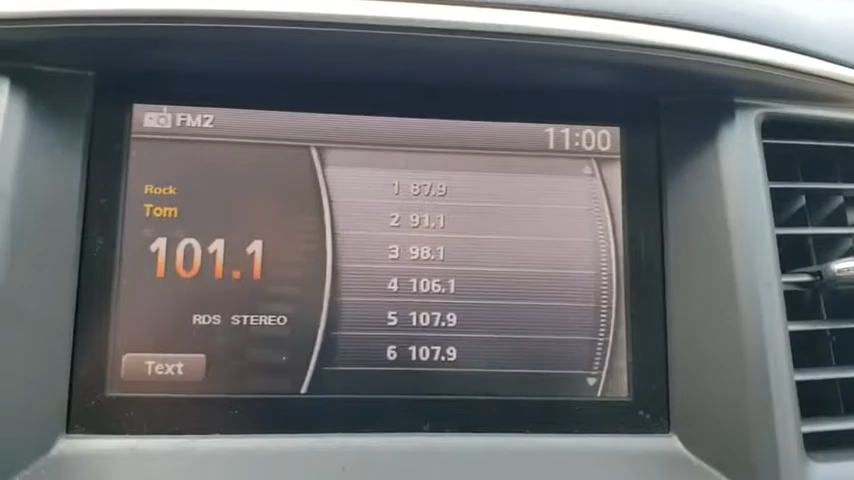 FM2
11:00
Rock
Tom
101.1
RDS STEREO
Text
1 87.9
2 91.1
3 98.1
4 106.1
5 107.9
6 107.9